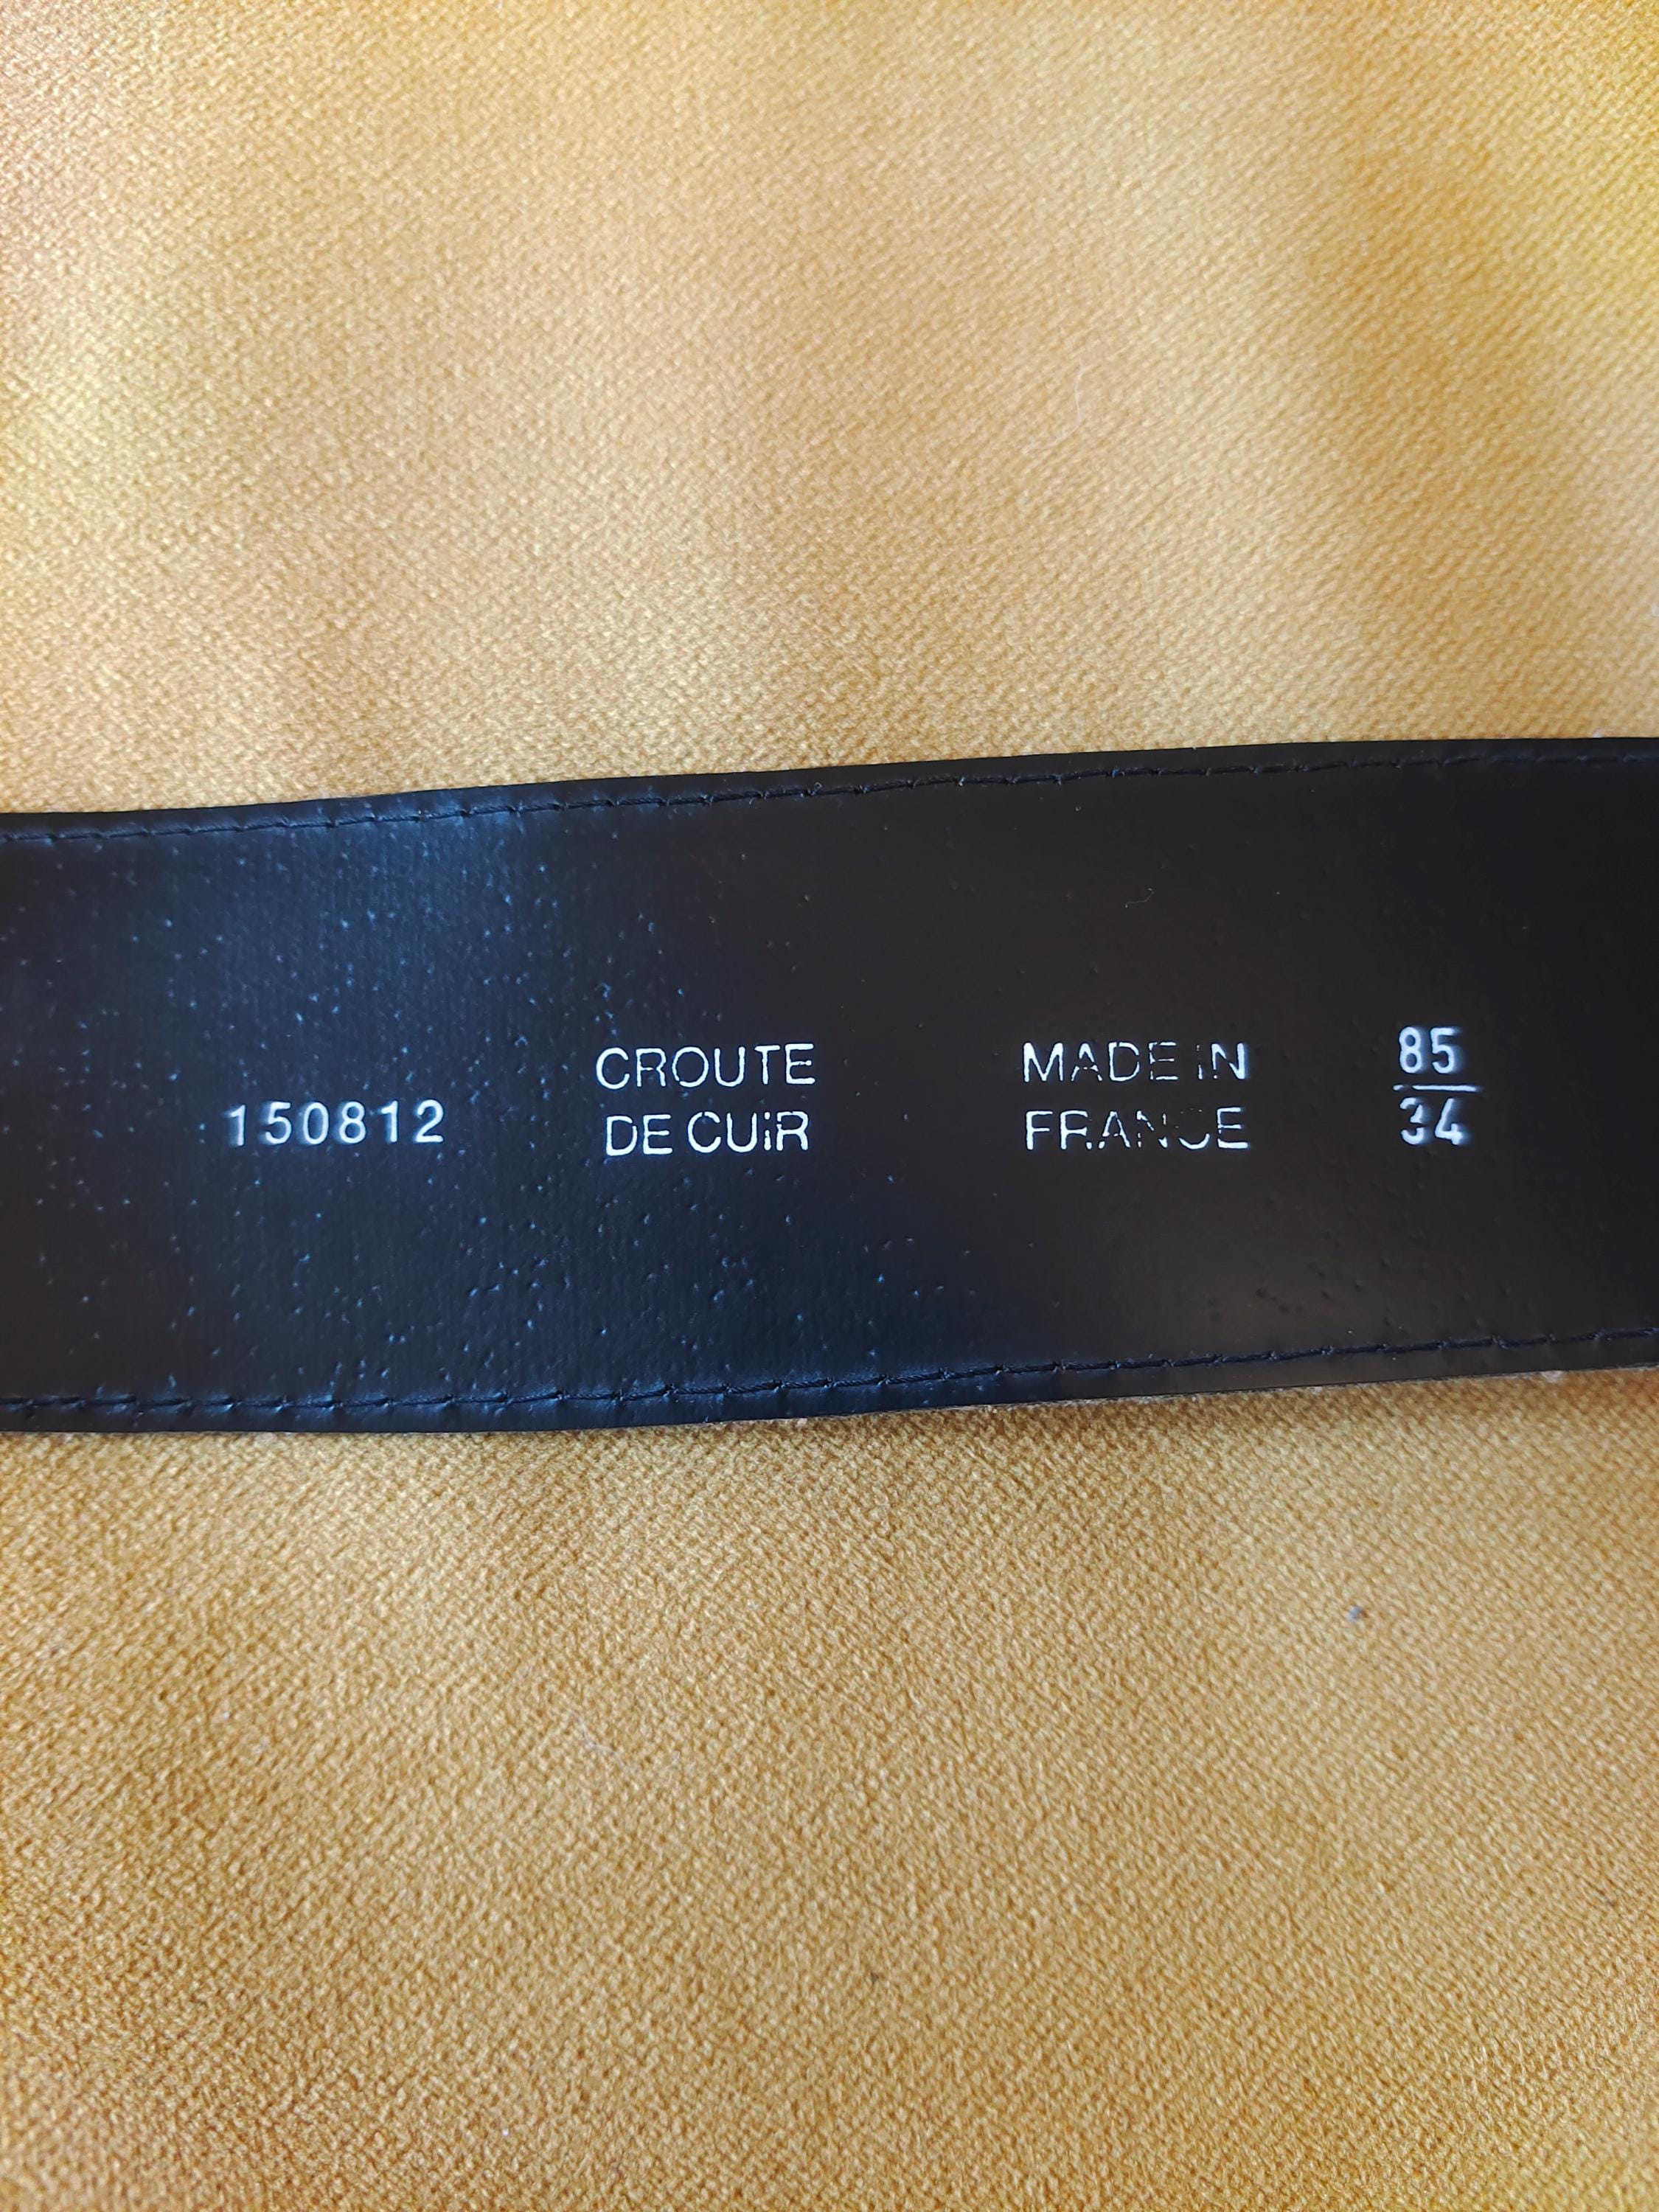 150812
CROUTE
DE CUiR
MADE IN
FRANCE
85
34